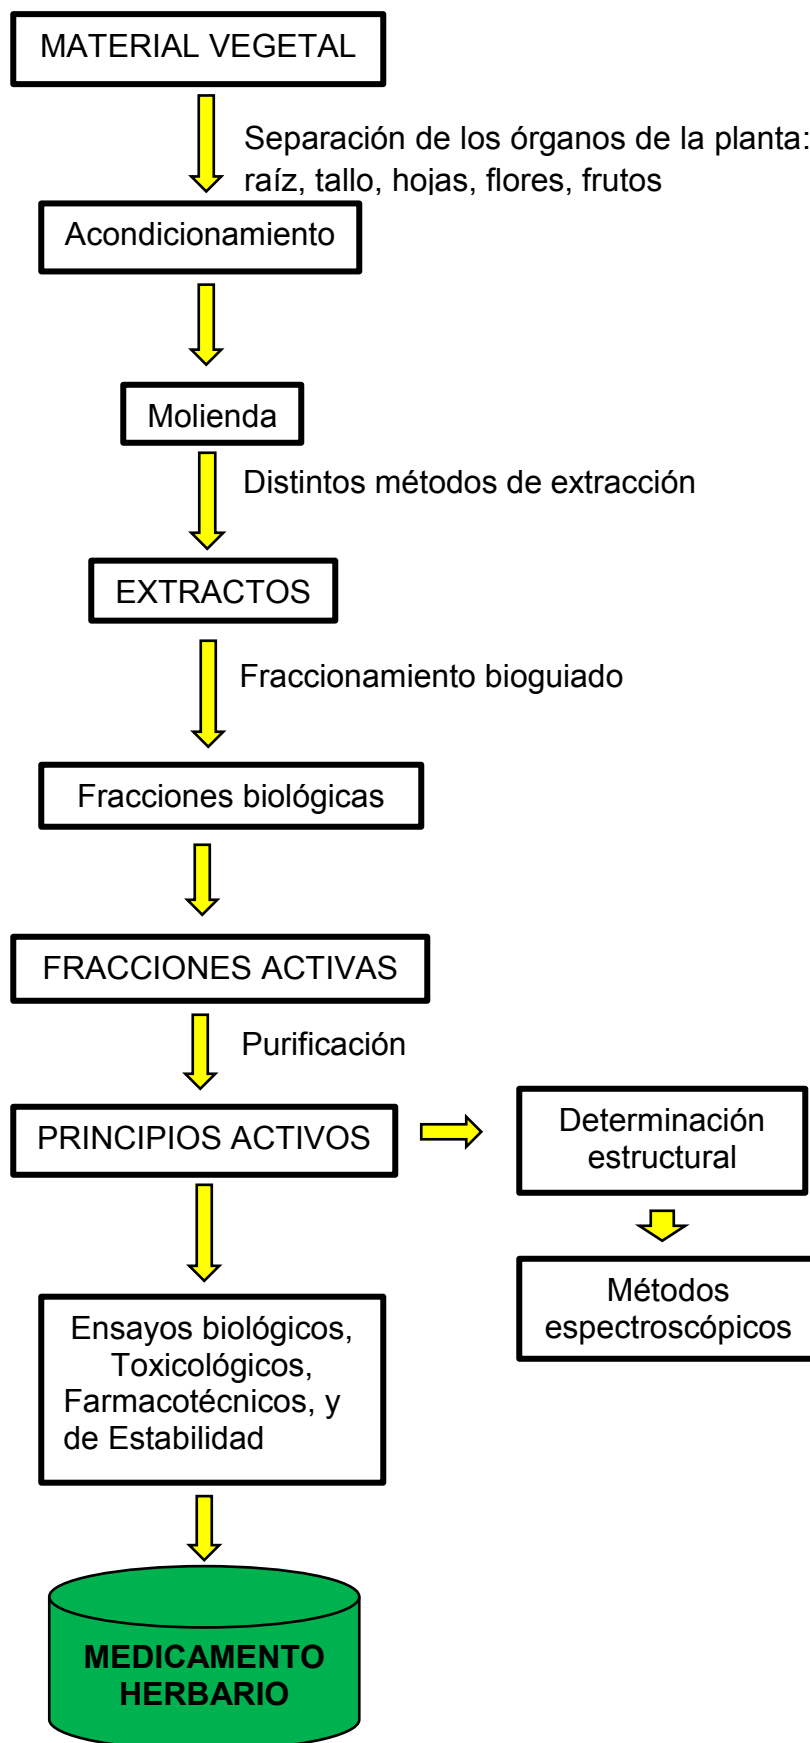 MATERIAL VEGETAL
Separación de los órganos de la planta:
raíz, tallo, hojas, flores, frutos
Acondicionamiento
Molienda
Distintos métodos de extracción
EXTRACTOS
Fraccionamiento bioguiado
Fracciones biológicas
FRACCIONES ACTIVAS
Purificación
PRINCIPIOS ACTIVOS
Determinación
estructural
Métodos
espectroscópicos
Ensayos biológicos,
Toxicológicos,
Farmacotécnicos, y
de Estabilidad
MEDICAMENTO
HERBARIO